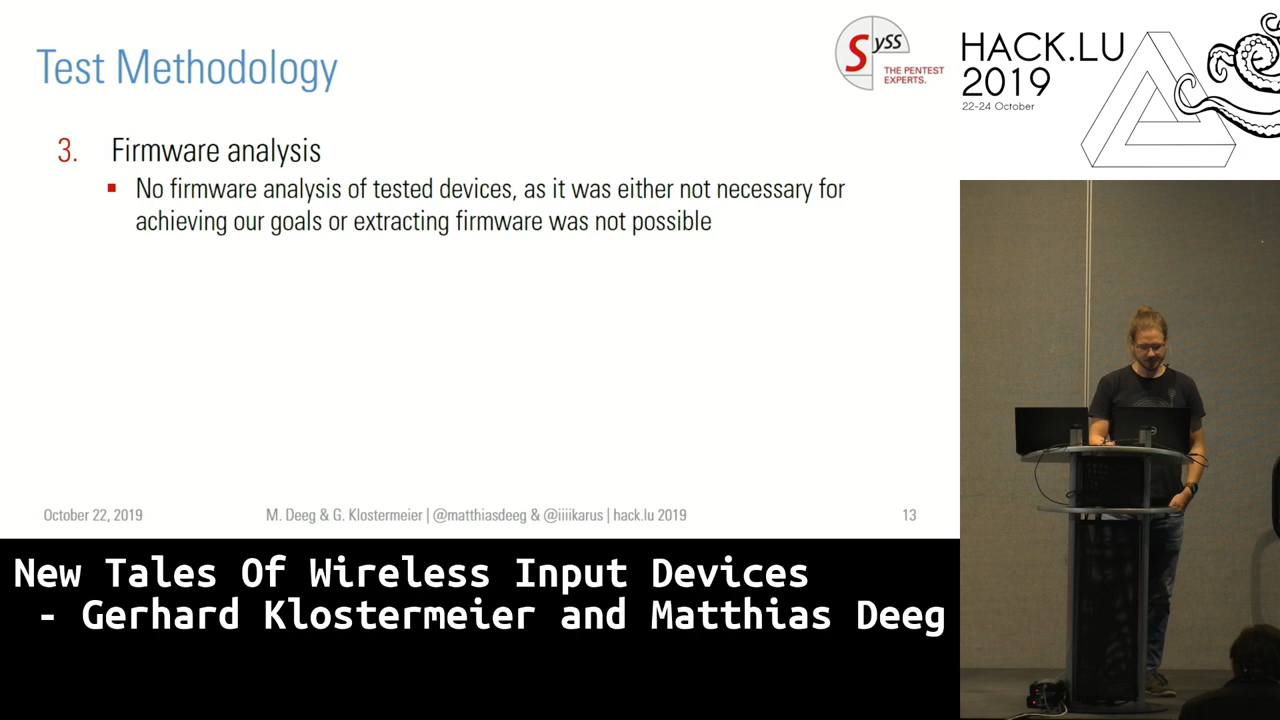 Test Methodology
S ySS
THE PENTEST
EXPERTS.
HACK.LU
2019
22-24 October
3. Firmware analysis
▪ No firmware analysis of tested devices, as it was either not necessary for
achieving our goals or extracting firmware was not possible
October 22, 2019 M. Deeg & G. Klostermeier | @matthiasdeeg & @iiiikarus | hack.lu 2019 13
New Tales Of Wireless Input Devices
- Gerhard Klostermeier and Matthias Deeg